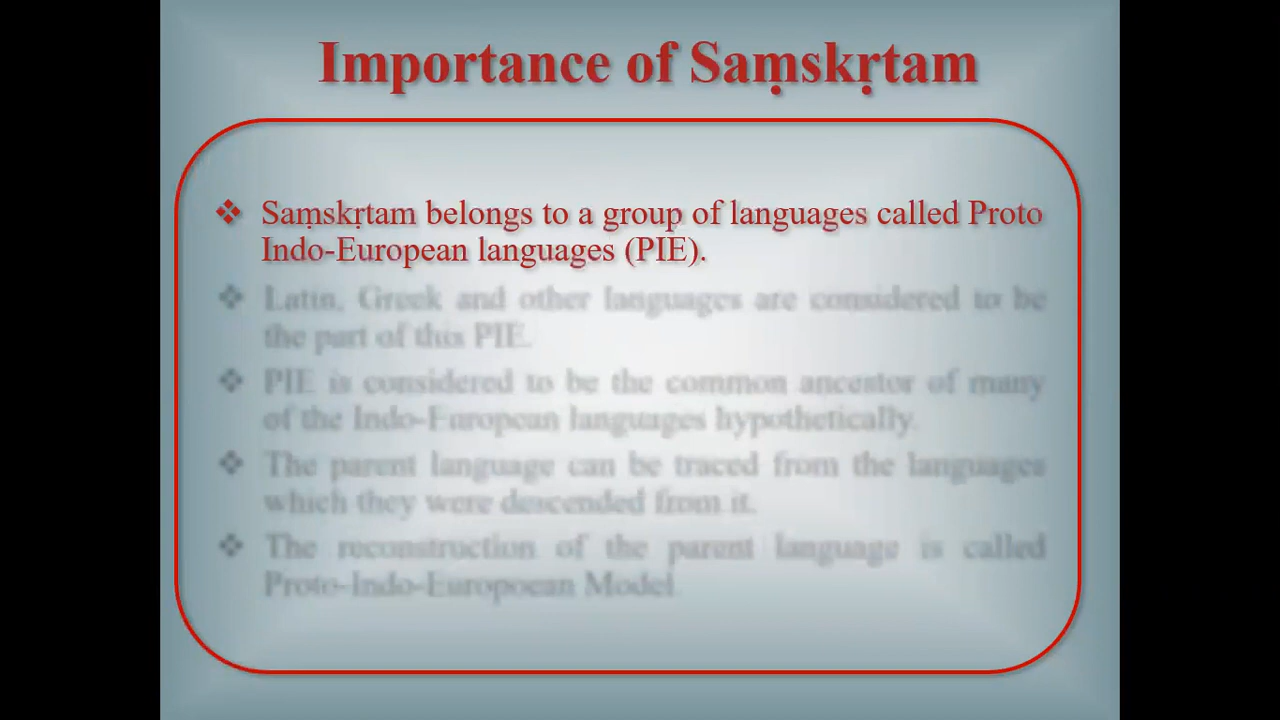 Importance of Saṃskṛtam
❖ Saṃskṛtam belongs to a group of languages called Proto
Indo-European languages (PIE).
❖ Latin, Greek and other languages are considered to be
the part of this PIE.
❖ PIE is considered to be the common ancestor of many
of the Indo-European languages hypothetically.
❖ The parent language can be traced from the languages
which they were descended from it.
❖ The reconstruction of the parent language is called
Proto-Indo-Europoean Model.